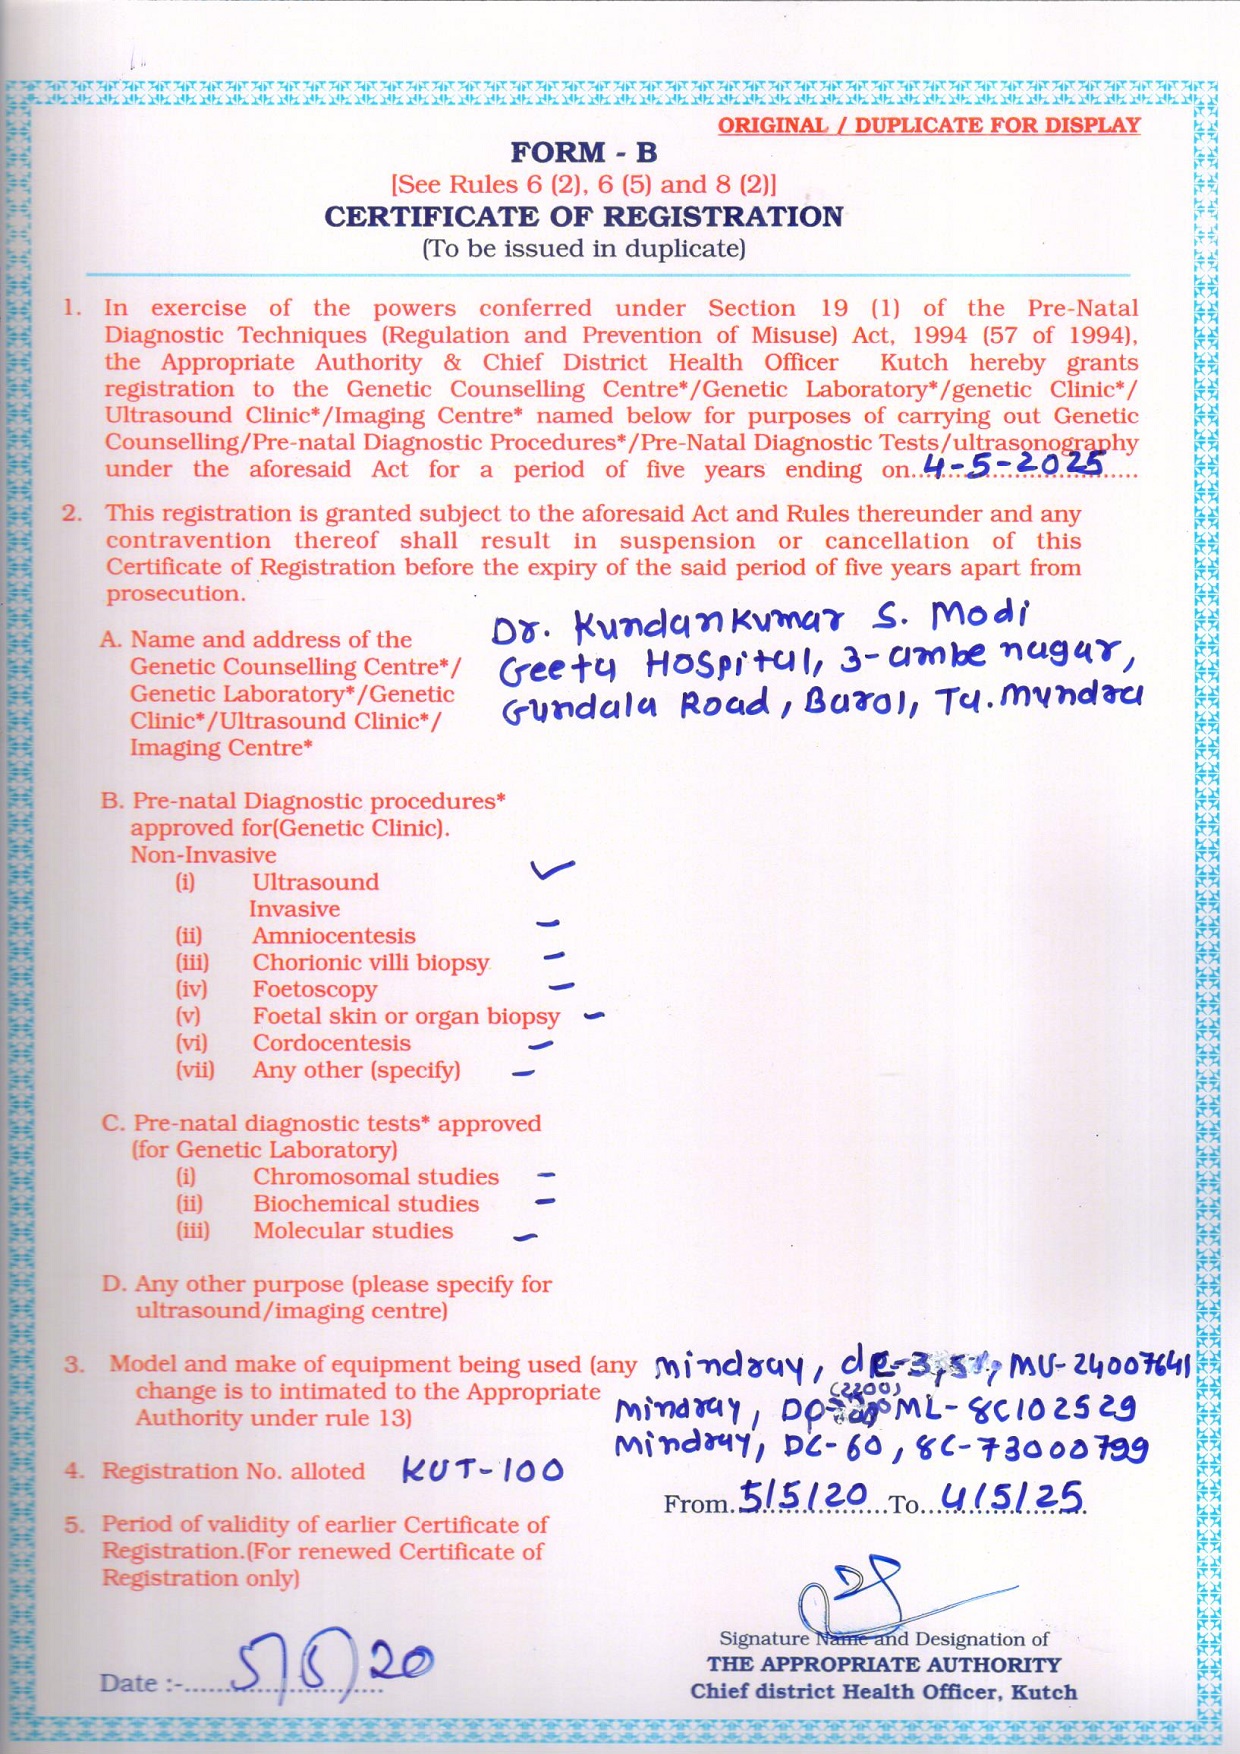 ORIGINAL / DUPLICATE FOR DISPLAY
FORM - B
[See Rules 6 (2), 6 (5) and 8 (2)]
CERTIFICATE OF REGISTRATION
(To be issued in duplicate)
1. In exercise of the powers conferred under Section 19 (1) of the Pre-Natal
Diagnostic Techniques (Regulation and Prevention of Misuse) Act, 1994 (57 of 1994),
the Appropriate Authority & Chief District Health Officer Kutch hereby grants
registration to the Genetic Counselling Centre*/Genetic Laboratory*/genetic Clinic*/
Ultrasound Clinic*/Imaging Centre* named below for purposes of carrying out Genetic
Counselling/Pre-natal Diagnostic Procedures*/Pre-Natal Diagnostic Tests/ultrasonography
under the aforesaid Act for a period of five years ending on..4-5-2025......
2. This registration is granted subject to the aforesaid Act and Rules thereunder and any
contravention thereof shall result in suspension or cancellation of this
Certificate of Registration before the expiry of the said period of five years apart from
prosecution.
A. Name and address of the Dr. Kundankumar S. Modi
Genetic Counselling Centre*/ Geeta Hospital, 3-ambe nagar,
Genetic Laboratory*/Genetic Gundala Road, Baroi, Ta. Mundra
Clinic*/Ultrasound Clinic*/
Imaging Centre*
B. Pre-natal Diagnostic procedures*
approved for(Genetic Clinic).
Non-Invasive
(i) Ultrasound ✓
Invasive
(ii) Amniocentesis -
(iii) Chorionic villi biopsy -
(iv) Foetoscopy -
(v) Foetal skin or organ biopsy -
(vi) Cordocentesis -
(vii) Any other (specify) -
C. Pre-natal diagnostic tests* approved
(for Genetic Laboratory)
(i) Chromosomal studies -
(ii) Biochemical studies -
(iii) Molecular studies -
D. Any other purpose (please specify for
ultrasound/imaging centre)
3. Model and make of equipment being used (any mindray, MU-24007641
change is to intimated to the Appropriate (2200)
Authority under rule 13) Mindray, ML-8C102529
Mindray, DC-60, 8C-73000799
4. Registration No. alloted KUT-100
From.5/5/20....To..4/5/25.
5. Period of validity of earlier Certificate of
Registration.(For renewed Certificate of
Registration only)
Signature Name and Designation of
THE APPROPRIATE AUTHORITY
Chief district Health Officer, Kutch
Date :-......5/5/20